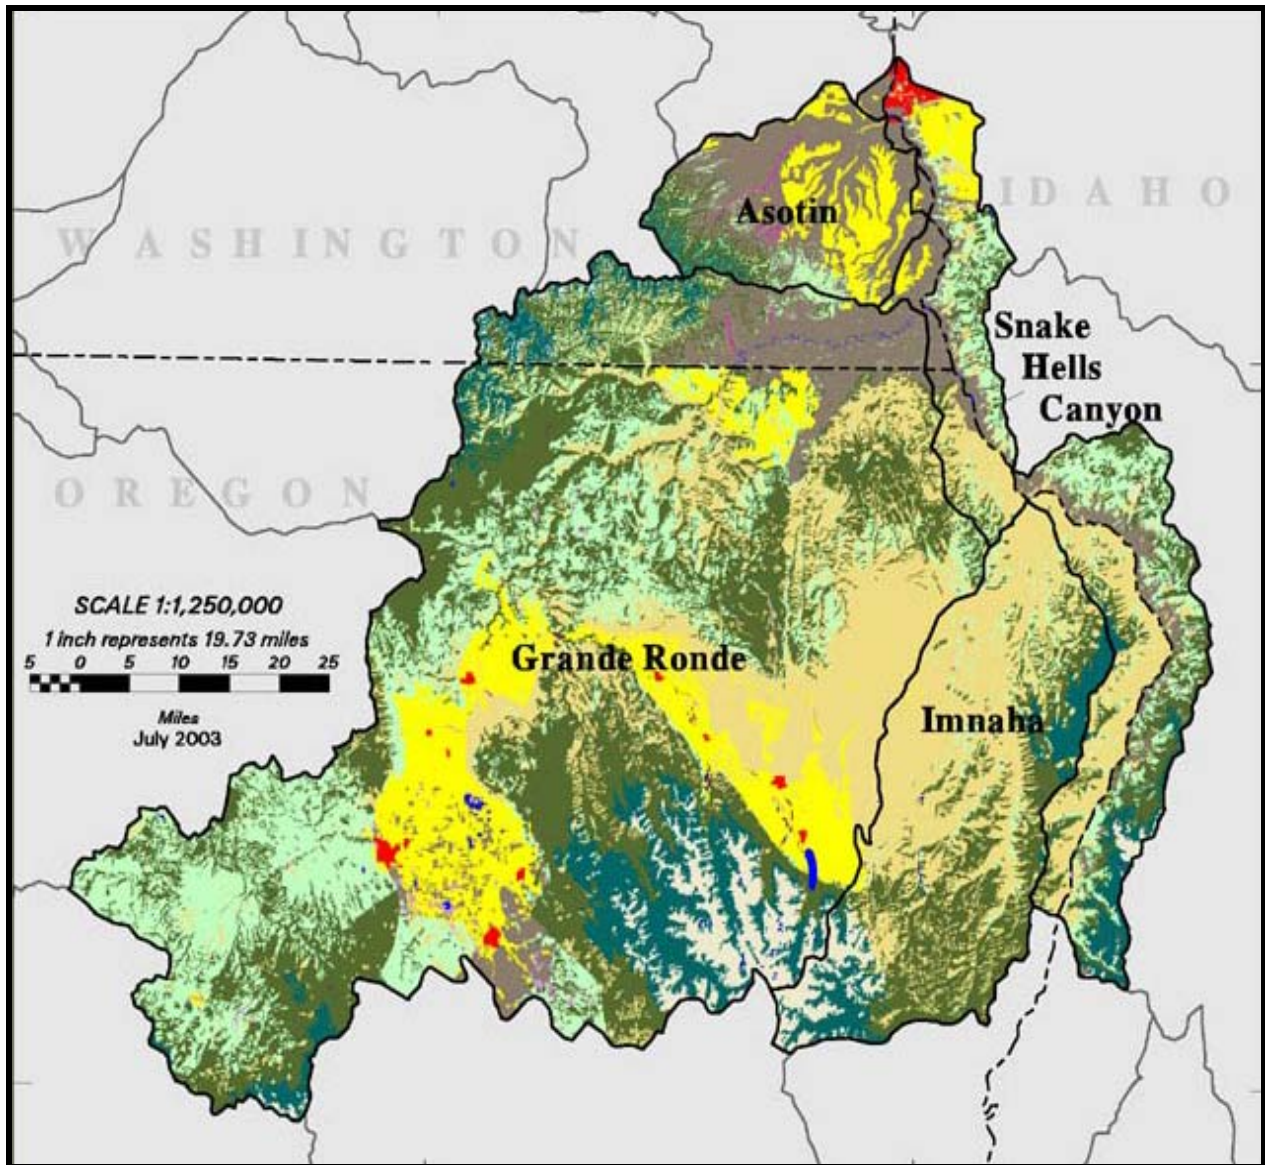 IDAHO
Asotin
WASHINGTON
Snake
Hells
Canyon
OREGON
SCALE 1:1,250,000
1 inch represents 19.73 miles
5 0 5 10 15 20 25
Miles
July 2003
Grande Ronde
Imnaha